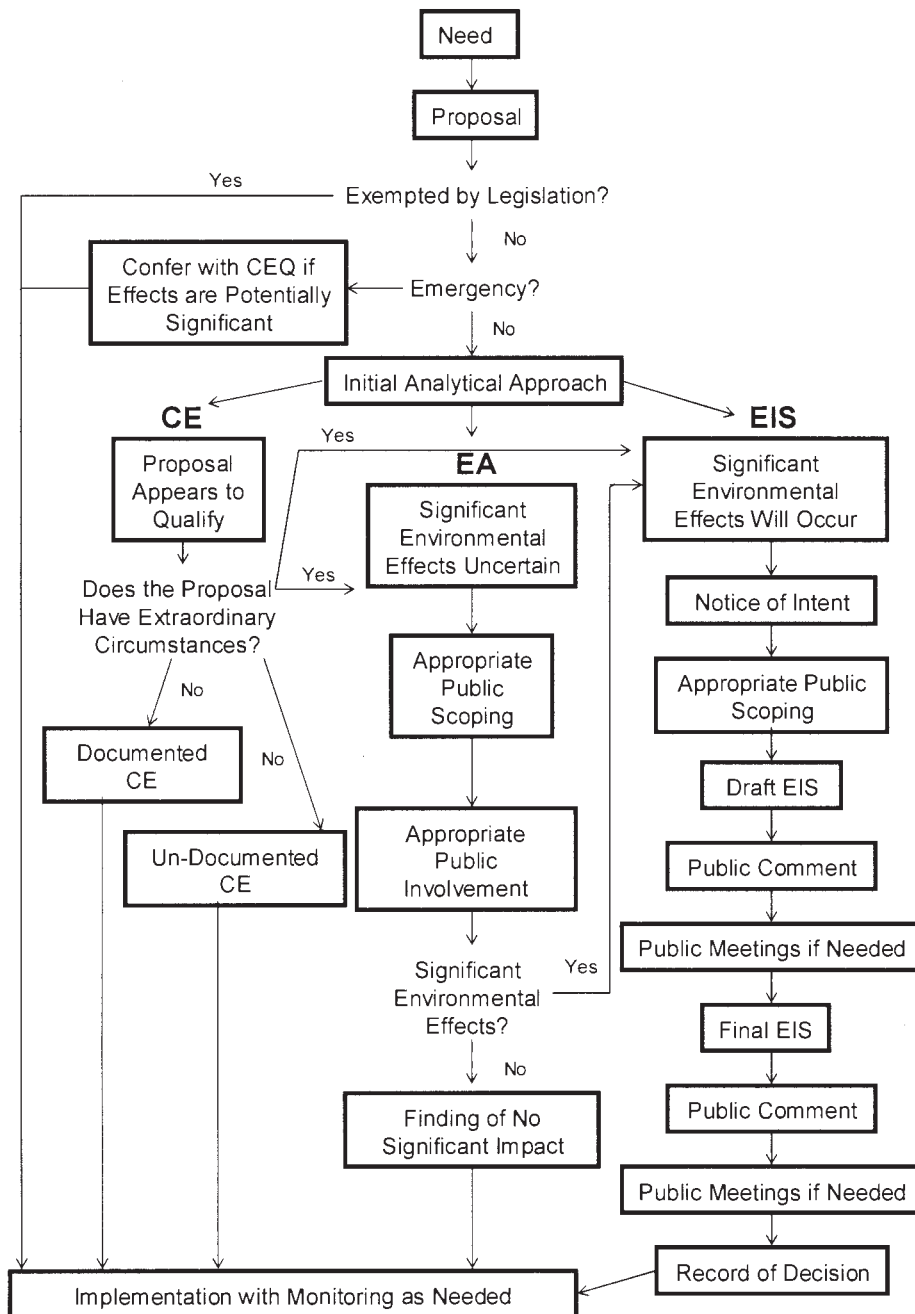 Need
Proposal
Yes
Exempted by Legislation?
No
Confer with CEQ if
Effects are Potentially
Significant
Emergency?
No
Initial Analytical Approach
CE
Proposal
Appears to
Qualify
Does the Proposal
Have Extraordinary
Circumstances?
Yes
Yes
No
Documented
CE
No
Un-Documented
CE
EA
Significant
Environmental
Effects Uncertain
Appropriate
Public
Scoping
Appropriate
Public
Involvement
Significant
Environmental
Effects?
Yes
No
Finding of No
Significant Impact
EIS
Significant
Environmental
Effects Will Occur
Notice of Intent
Appropriate Public
Scoping
Draft EIS
Public Comment
Public Meetings if Needed
Final EIS
Public Comment
Public Meetings if Needed
Record of Decision
Implementation with Monitoring as Needed